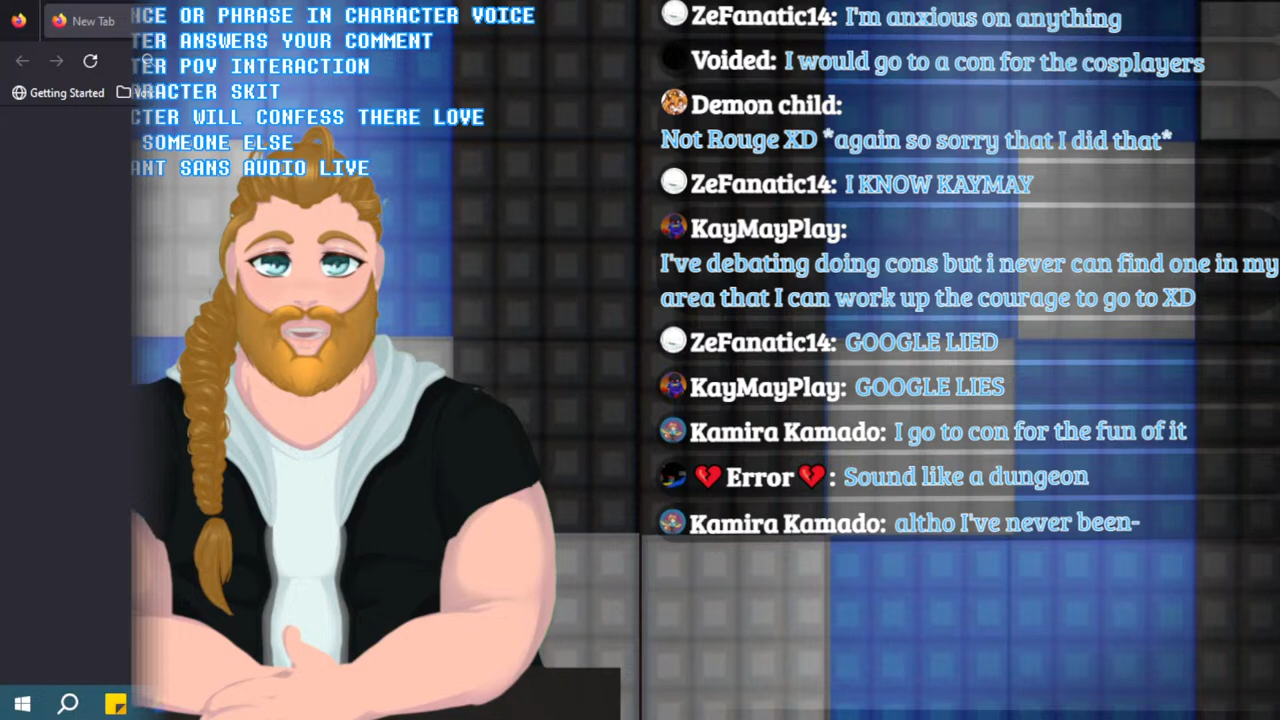 New Tab
Getting Started
NCE OR PHRASE IN CHARACTER VOICE
TER ANSWERS YOUR COMMENT
TER POV INTERACTION
ARACTER SKIT
CTER WILL CONFESS THERE LOVE
SOMEONE ELSE
ANT SANS AUDIO LIVE
ZeFanatic14: I'm anxious on anything
Voided: I would go to a con for the cosplayers
Demon child:
Not Rouge XD *again so sorry that I did that*
ZeFanatic14: I KNOW KAYMAY
KayMayPlay:
I've debating doing cons but i never can find one in my
area that I can work up the courage to go to XD
ZeFanatic14: GOOGLE LIED
KayMayPlay: GOOGLE LIES
Kamira Kamado: I go to con for the fun of it
💔 Error 💔 : Sound like a dungeon
Kamira Kamado: altho I've never been-